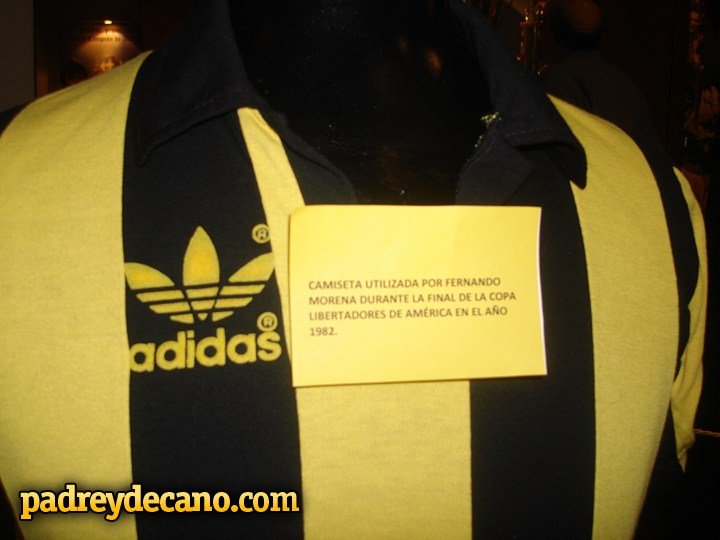 ®
®
adidas
CAMISETA UTILIZADA POR FERNANDO
MORENA DURANTE LA FINAL DE LA COPA
LIBERTADORES DE AMÉRICA EN EL AÑO
1982.
padreydecano.com